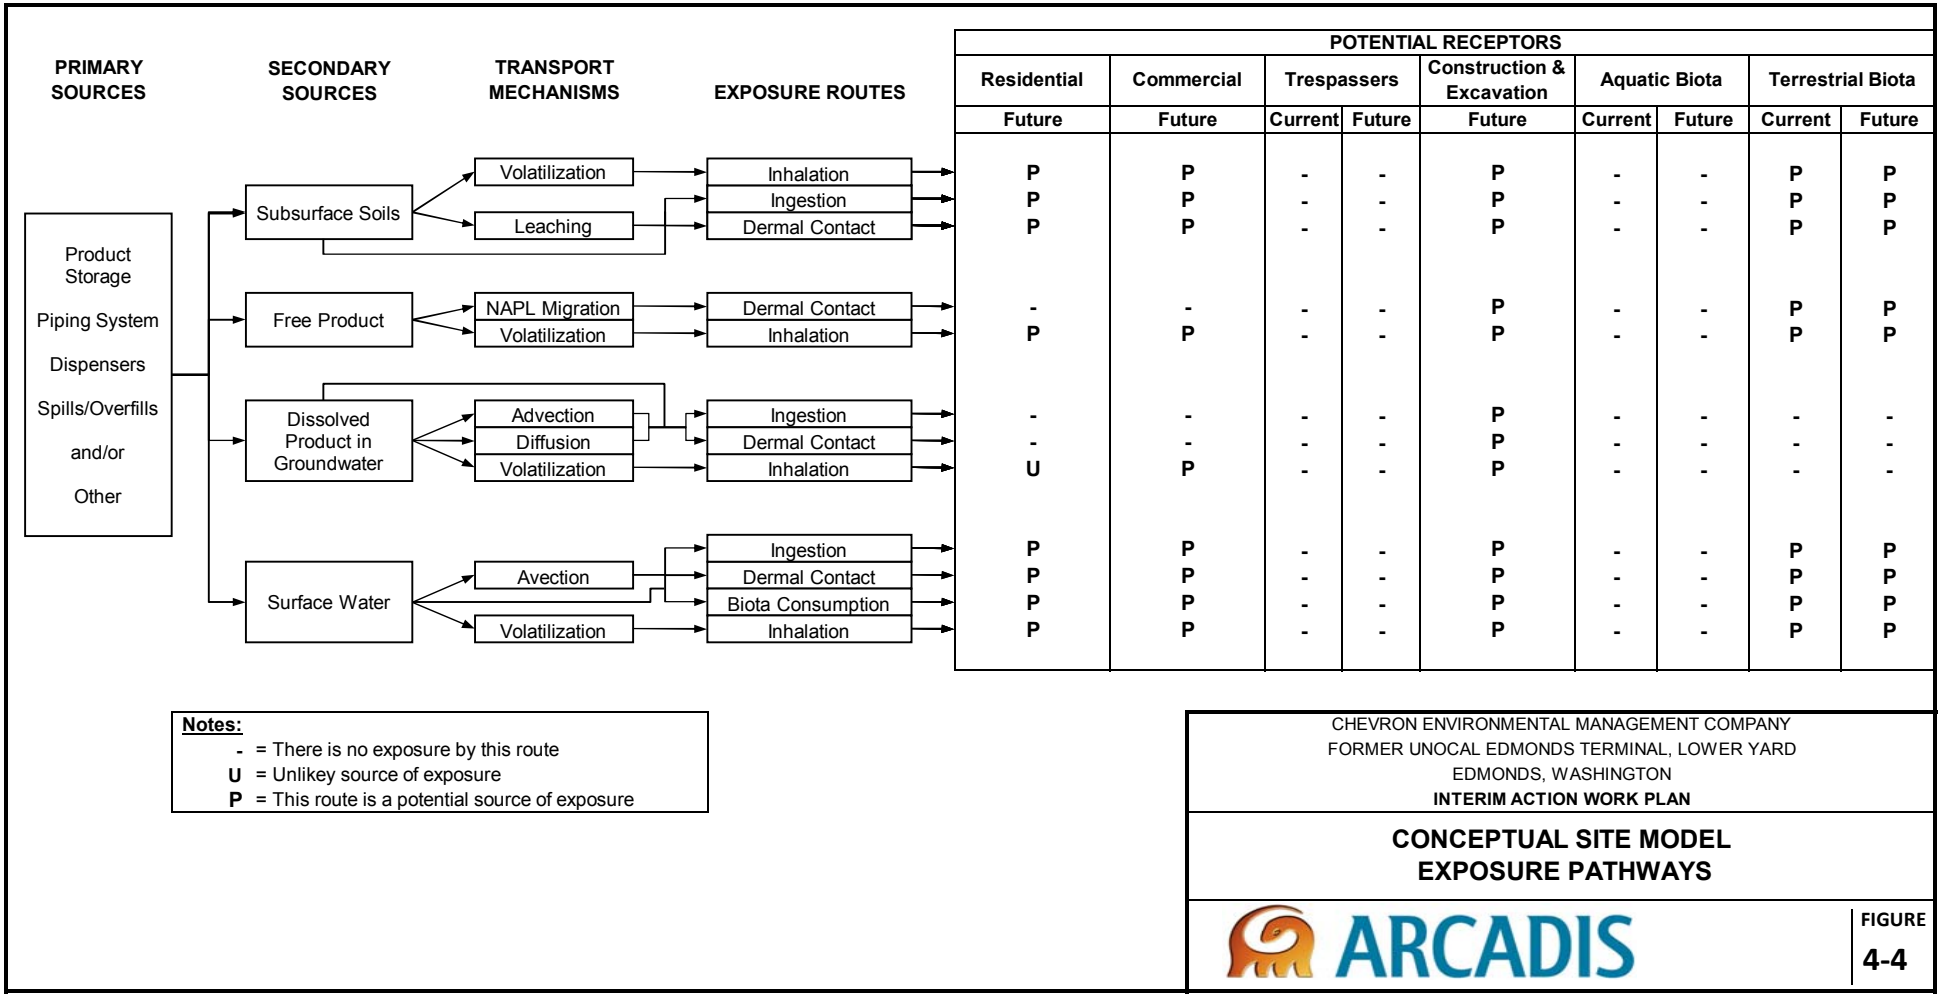 POTENTIAL RECEPTORS
PRIMARY SOURCES
SECONDARY SOURCES
TRANSPORT MECHANISMS
EXPOSURE ROUTES
Residential Commercial Trespassers Construction & Excavation Aquatic Biota Terrestrial Biota
Future Future Current Future Future Current Future Current Future
Product
Storage
Piping System
Dispensers
Spills/Overfills
and/or
Other
Subsurface Soils
Volatilization
Leaching
Inhalation P P - - P - - P P
Ingestion P P - - P - - P P
Dermal Contact P P - - P - - P P
Free Product
NAPL Migration
Volatilization
Dermal Contact - - - - P - - P P
Inhalation P P - - P - - P P
Dissolved
Product in
Groundwater
Advection
Diffusion
Volatilization
Ingestion - - - - P - - - -
Dermal Contact - - - - P - - - -
Inhalation U P - - P - - - -
Surface Water
Avection
Volatilization
Ingestion P P - - P - - P P
Dermal Contact P P - - P - - P P
Biota Consumption P P - - P - - P P
Inhalation P P - - P - - P P
Notes:
- = There is no exposure by this route
U = Unlikey source of exposure
P = This route is a potential source of exposure
CHEVRON ENVIRONMENTAL MANAGEMENT COMPANY
FORMER UNOCAL EDMONDS TERMINAL, LOWER YARD
EDMONDS, WASHINGTON
INTERIM ACTION WORK PLAN
CONCEPTUAL SITE MODEL
EXPOSURE PATHWAYS
ARCADIS
FIGURE
4-4